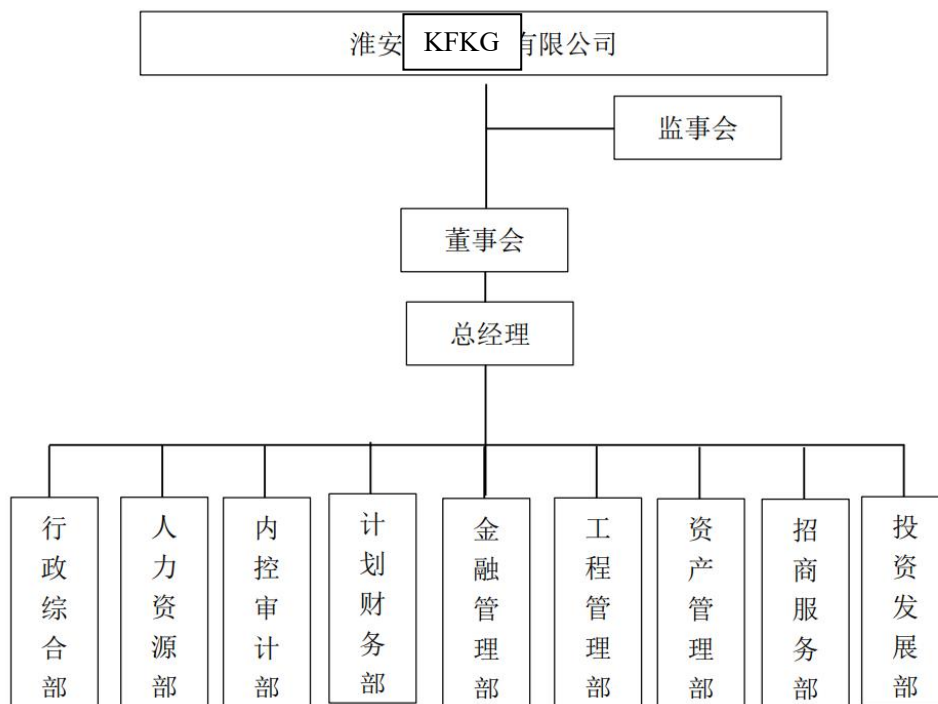 淮安KFKG有限公司
监事会
董事会
总经理
行政综合部
人力资源部
内控审计部
计划财务部
金融管理部
工程管理部
资产管理部
招商服务部
投资发展部